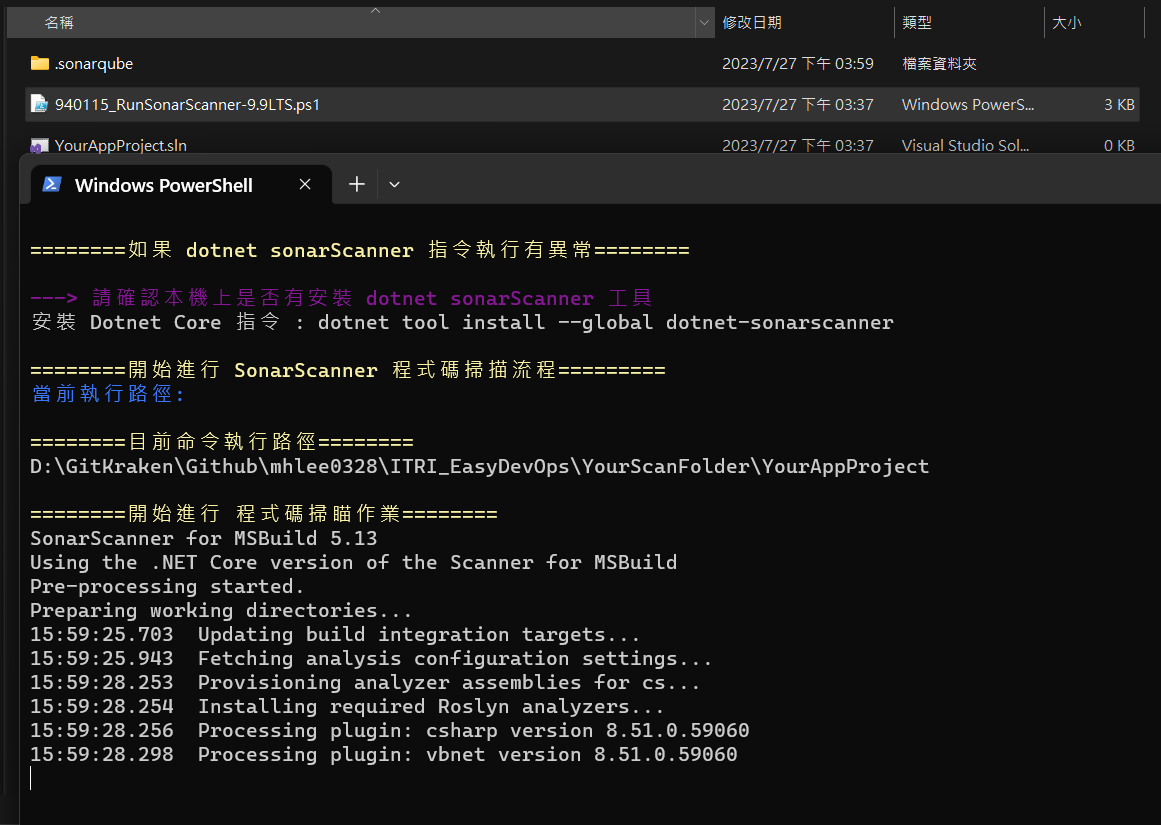 名稱 修改日期 類型 大小
.sonarqube 2023/7/27 下午 03:59 檔案資料夾
940115_RunSonarScanner-9.9LTS.ps1 2023/7/27 下午 03:37 Windows PowerS... 3 KB
YourAppProject.sln 2023/7/27 下午 03:37 Visual Studio Sol... 0 KB
Windows PowerShell
========如果 dotnet sonarScanner 指令執行有異常========
---> 請確認本機上是否有安裝 dotnet sonarScanner 工具
安裝 Dotnet Core 指令 : dotnet tool install --global dotnet-sonarscanner
========開始進行 SonarScanner 程式碼掃描流程=========
當前執行路徑:
========目前命令執行路徑========
D:\GitKraken\Github\mhlee0328\ITRI_EasyDevOps\YourScanFolder\YourAppProject
========開始進行 程式碼掃瞄作業========
SonarScanner for MSBuild 5.13
Using the .NET Core version of the Scanner for MSBuild
Pre-processing started.
Preparing working directories...
15:59:25.703  Updating build integration targets...
15:59:25.943  Fetching analysis configuration settings...
15:59:28.253  Provisioning analyzer assemblies for cs...
15:59:28.254  Installing required Roslyn analyzers...
15:59:28.256  Processing plugin: csharp version 8.51.0.59060
15:59:28.298  Processing plugin: vbnet version 8.51.0.59060